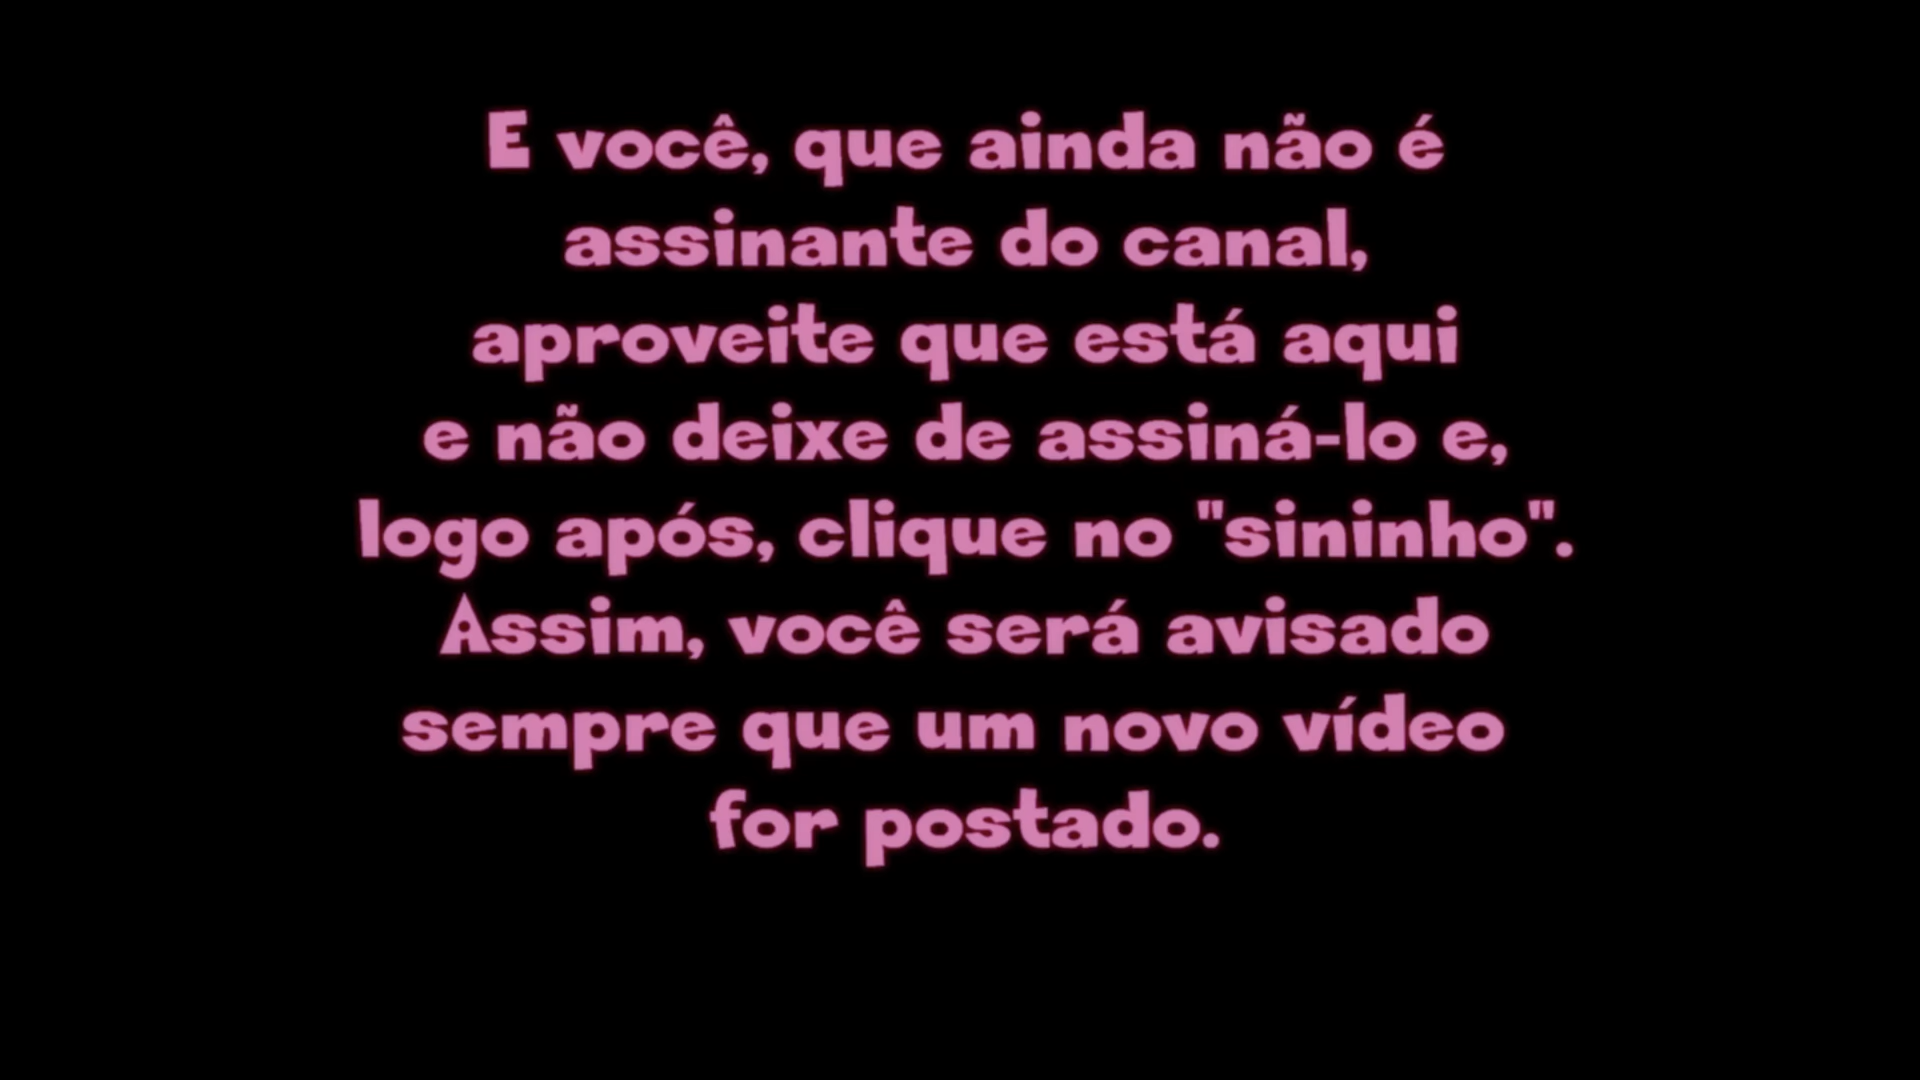 E você, que ainda não é
assinante do canal,
aproveite que está aqui
e não deixe de assiná-lo e,
logo após, clique no "sininho".
Assim, você será avisado
sempre que um novo vídeo
for postado.